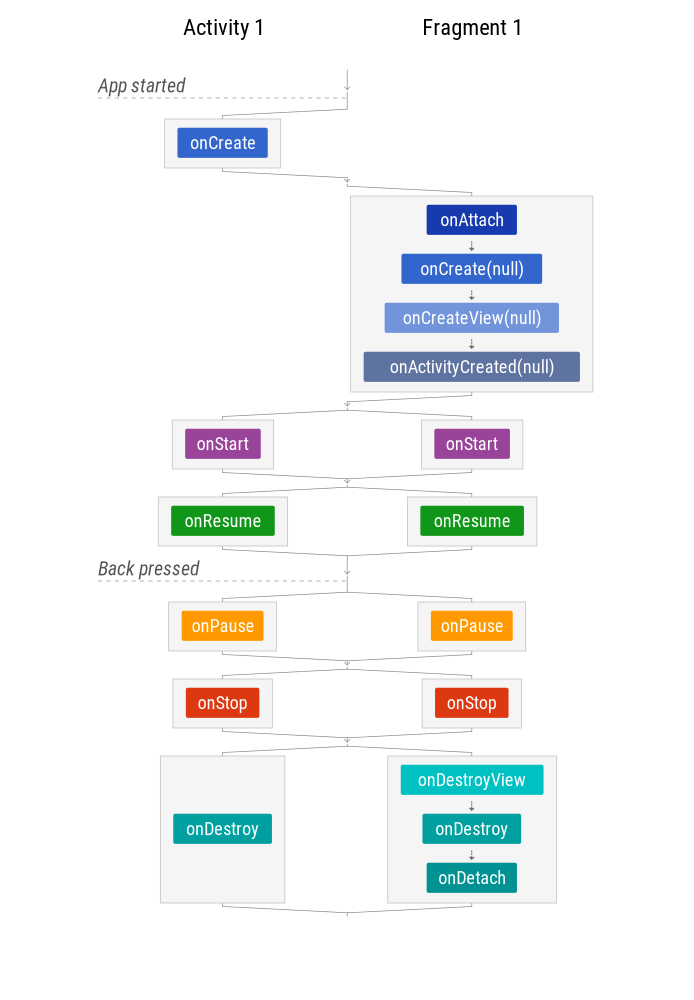 Activity 1 Fragment 1
App started
onCreate
onAttach
onCreate(null)
onCreateView(null)
onActivityCreated(null)
onStart onStart
onResume onResume
Back pressed
onPause onPause
onStop onStop
onDestroyView
onDestroy onDestroy
onDetach